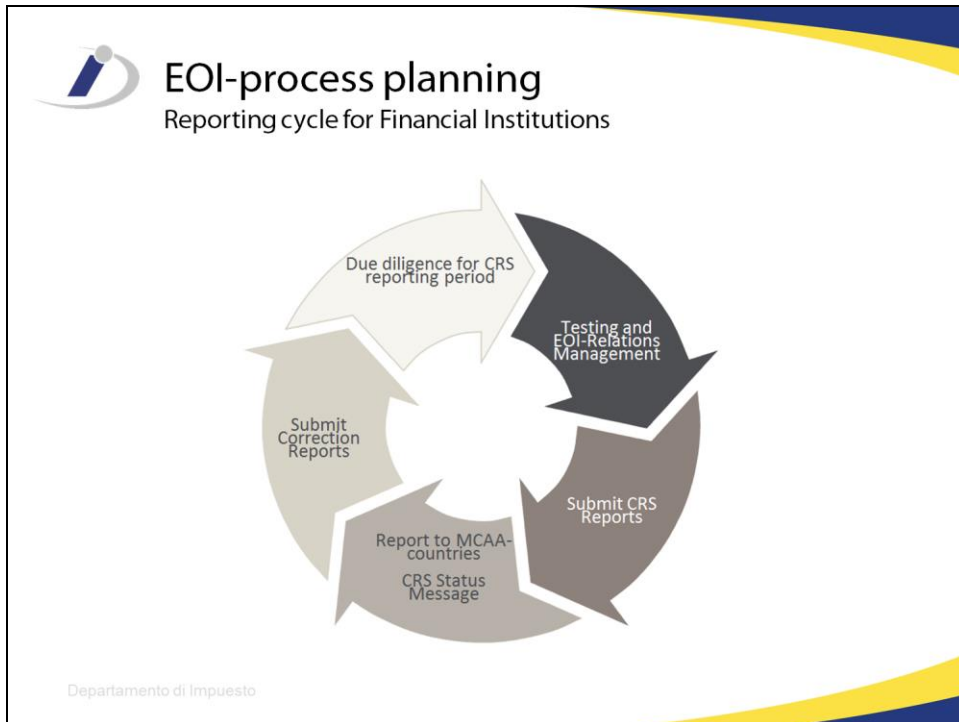 EOI-process planning
Reporting cycle for Financial Institutions
Due diligence for CRS
reporting period
Testing and
EOI-Relations
Management
Submit CRS
Reports
Report to MCAA-
countries
CRS Status
Message
Submit
Correction
Reports
Departamento di Impuesto